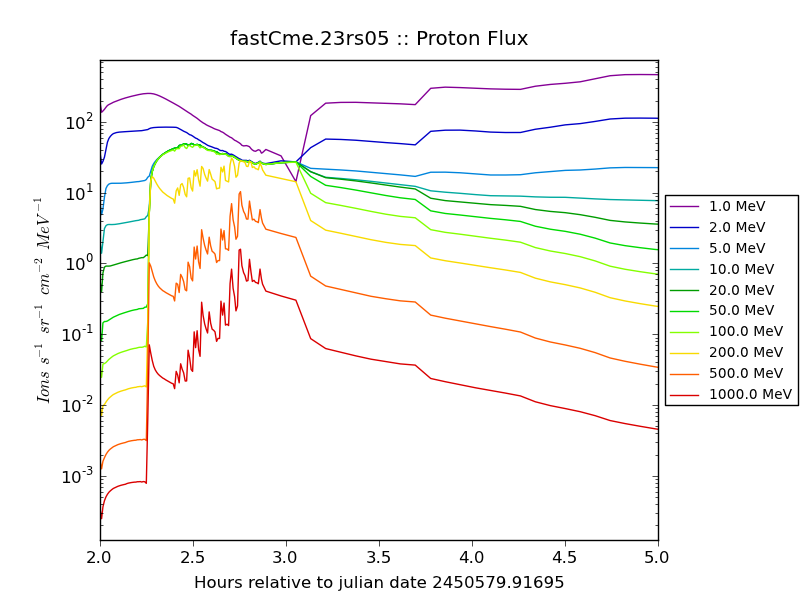 fastCme.23rs05 :: Proton Flux
Ions s⁻¹ sr⁻¹ cm⁻² MeV⁻¹
10²
10¹
10⁰
10⁻¹
10⁻²
10⁻³
2.0 2.5 3.0 3.5 4.0 4.5 5.0
Hours relative to julian date 2450579.91695
1.0 MeV
2.0 MeV
5.0 MeV
10.0 MeV
20.0 MeV
50.0 MeV
100.0 MeV
200.0 MeV
500.0 MeV
1000.0 MeV